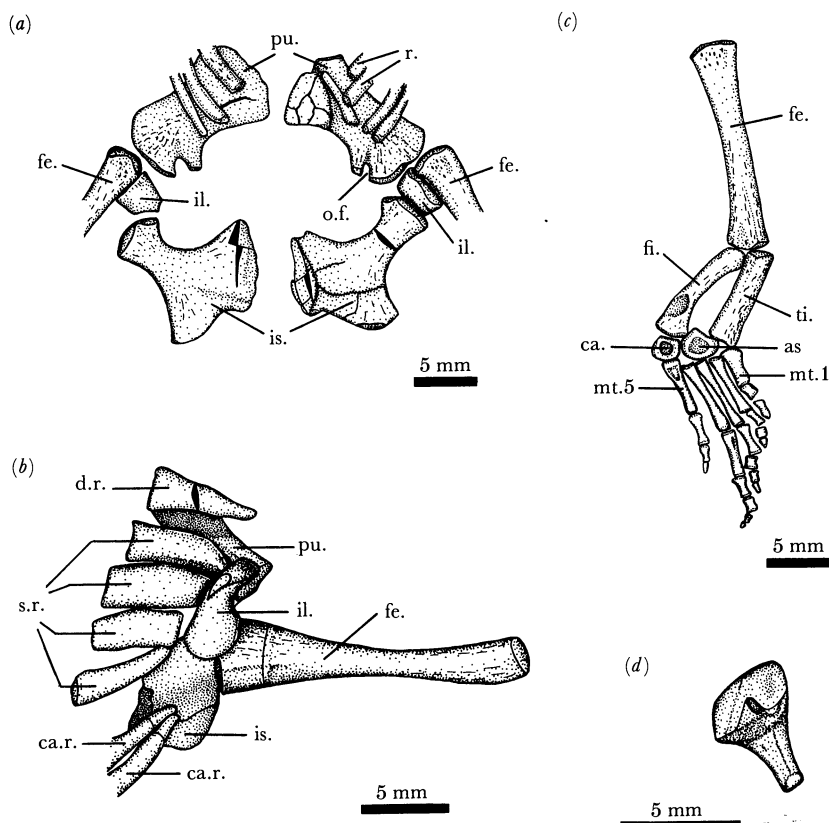 (a)
pu.
r.
fe.
il.
o.f.
fe.
il.
is.
5 mm
(c)
fe.
fi.
ti.
ca.
as
mt.5
mt.1
5 mm
(b)
d.r.
pu.
s.r.
il.
fe.
ca.r.
is.
ca.r.
5 mm
(d)
5 mm